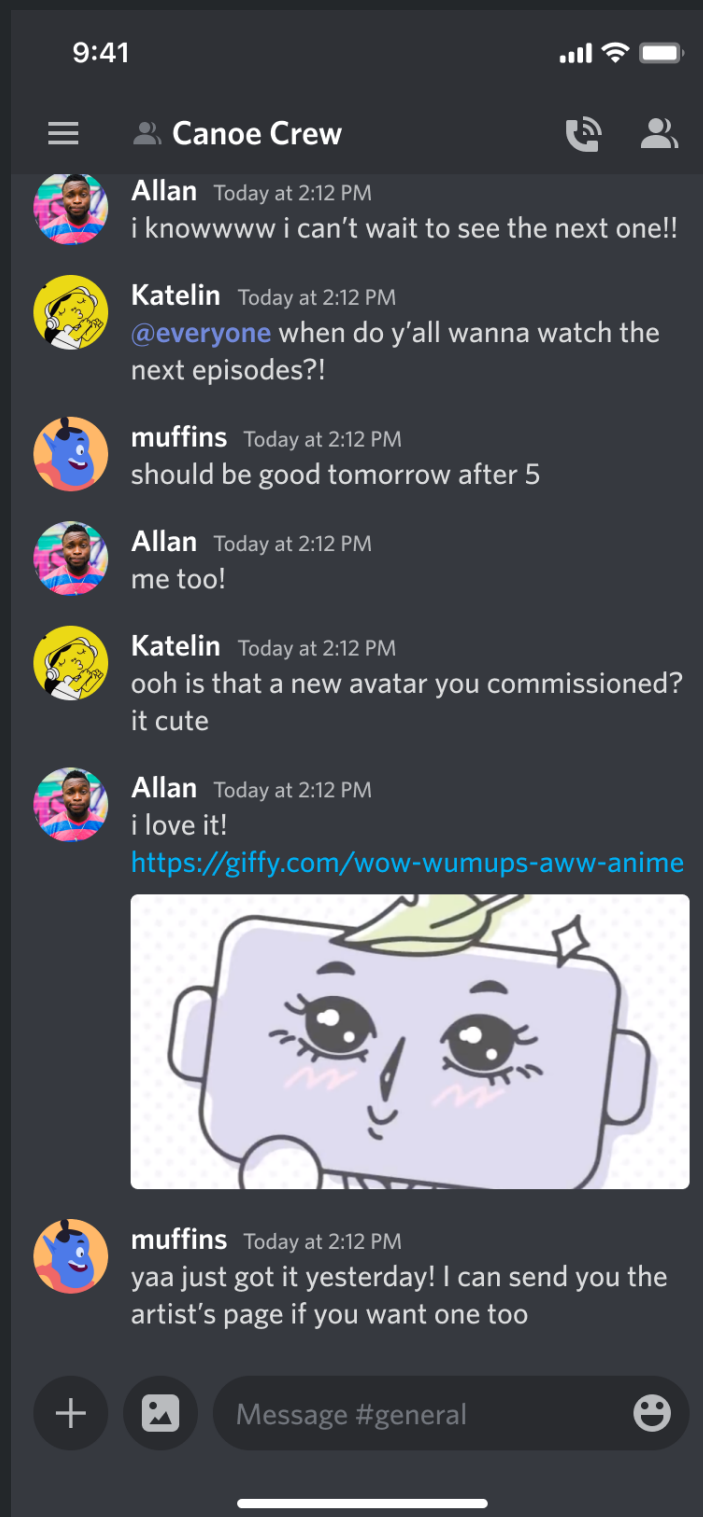 9:41
Canoe Crew
Allan Today at 2:12 PM
i knowwww i can’t wait to see the next one!!
Katelin Today at 2:12 PM
@everyone when do y’all wanna watch the
next episodes?!
muffins Today at 2:12 PM
should be good tomorrow after 5
Allan Today at 2:12 PM
me too!
Katelin Today at 2:12 PM
ooh is that a new avatar you commissioned?
it cute
Allan Today at 2:12 PM
i love it!
https://giffy.com/wow-wumups-aww-anime
muffins Today at 2:12 PM
yaa just got it yesterday! I can send you the
artist’s page if you want one too
Message #general